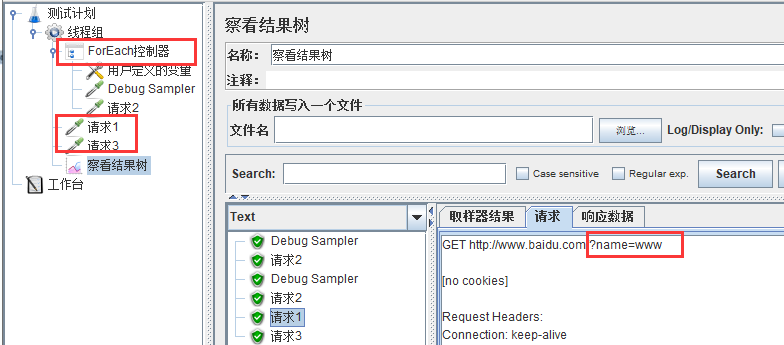 测试计划
线程组
ForEach控制器
用户定义的变量
Debug Sampler
请求2
请求1
请求3
察看结果树
工作台
察看结果树
名称： 察看结果树
注释：
所有数据写入一个文件
文件名 浏览... Log/Display Only:
Search: Case sensitive Regular exp. Search
Text
Debug Sampler
请求2
Debug Sampler
请求2
请求1
请求3
取样器结果 请求 响应数据
GET http://www.baidu.com/?name=www
[no cookies]
Request Headers:
Connection: keep-alive